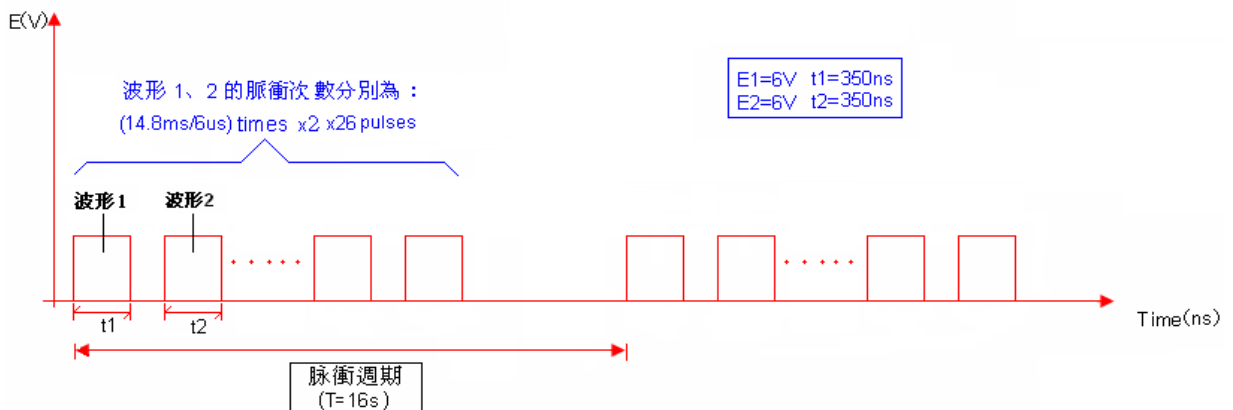 E(V)
波形 1、2 的脈衝次 數分別為：
(14.8ms/6us) times x2 x26 pulses
E1=6V t1=350ns
E2=6V t2=350ns
波形1 波形2
t1 t2
Time(ns)
脉衝週期
(T=16s)